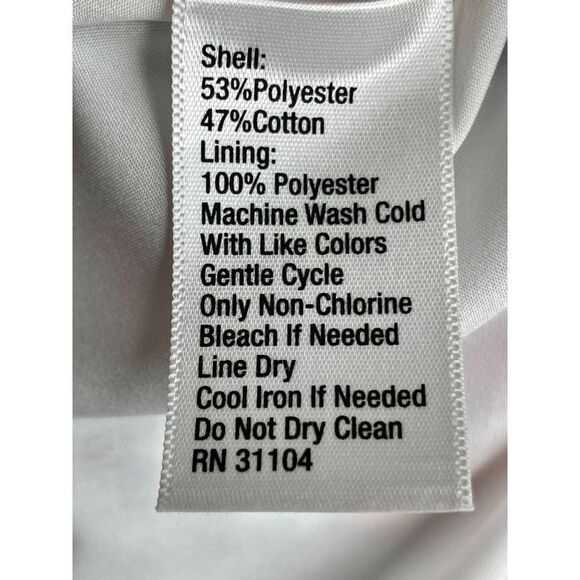 Shell:
53%Polyester
47%Cotton
Lining:
100% Polyester
Machine Wash Cold
With Like Colors
Gentle Cycle
Only Non-Chlorine
Bleach If Needed
Line Dry
Cool Iron If Needed
Do Not Dry Clean
RN 31104